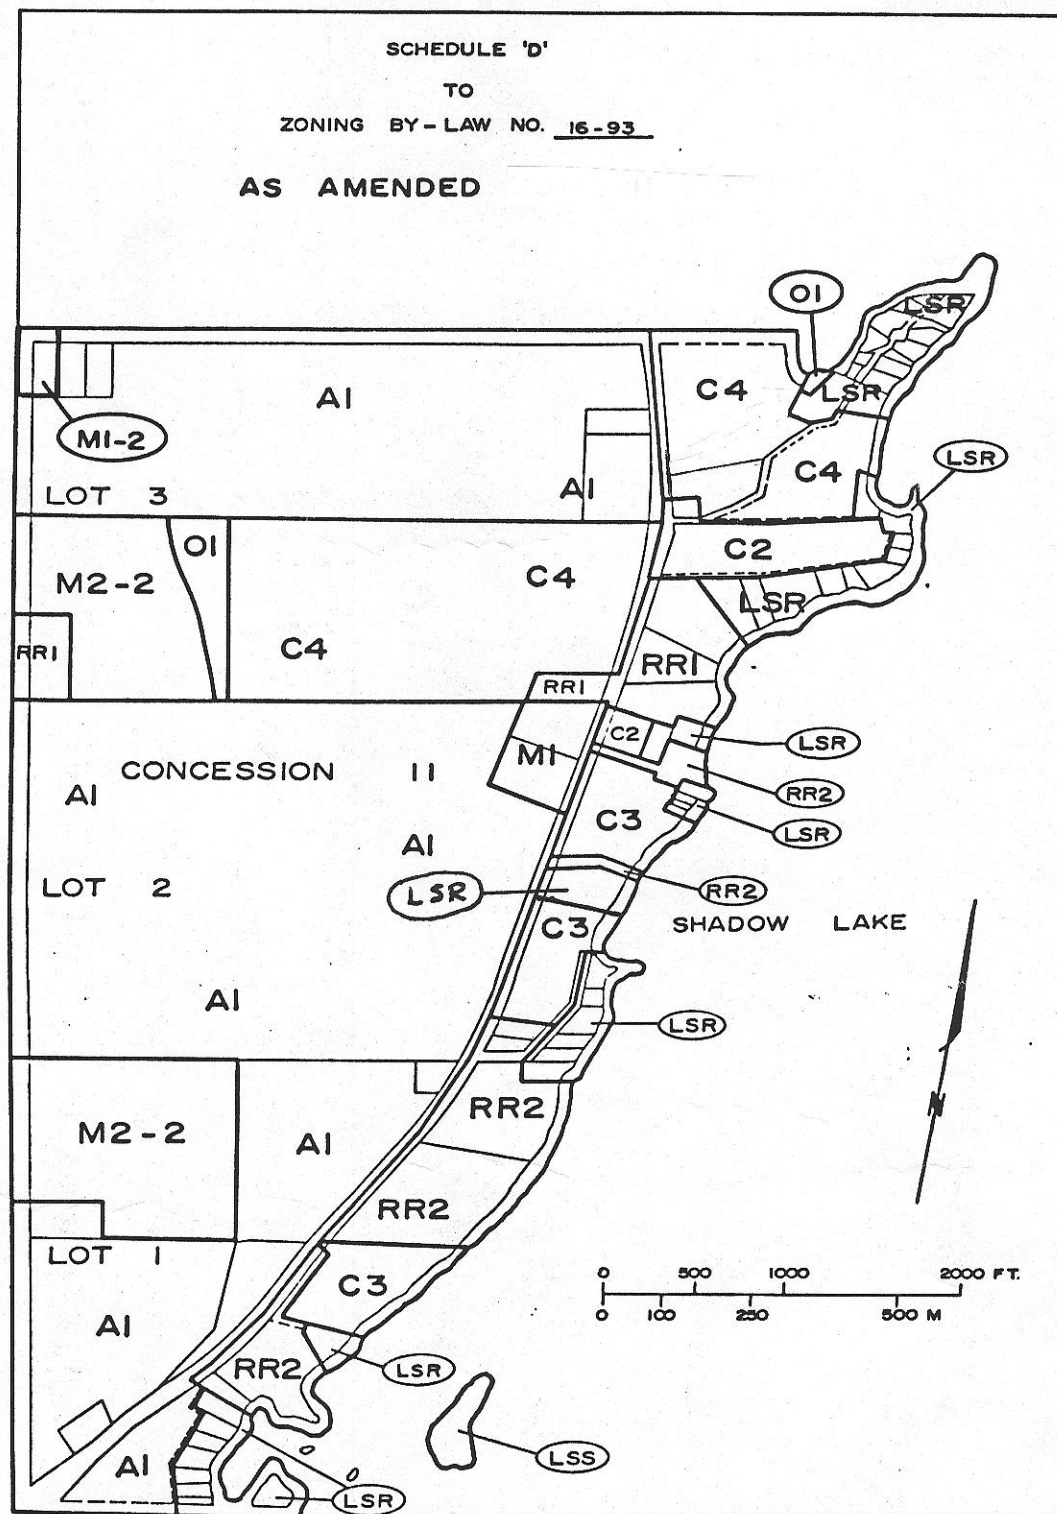 SCHEDULE 'D'
TO
ZONING BY-LAW NO. 16-93
AS AMENDED
O1
LSR
A1
C4
LSR
M1-2
C4
LSR
LOT 3
A1
O1
C2
M2-2
C4
LSR
RR1
C4
RR1
RR1
C2
LSR
M1
CONCESSION 11
A1
RR2
C3
LSR
A1
LOT 2
LSR
RR2
C3
SHADOW LAKE
A1
LSR
RR2
N
M2-2
A1
RR2
LOT 1
0 500 1000 2000 FT.
C3
0 100 250 500 M
A1
RR2
LSR
LSS
A1
LSR